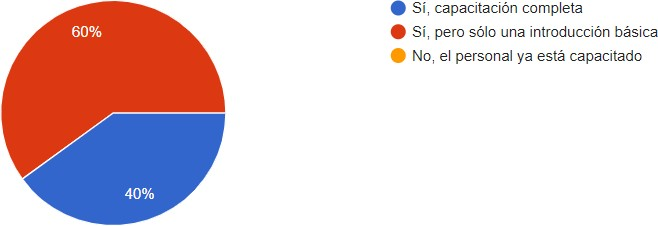 60%
40%
Sí, capacitación completa
Sí, pero sólo una introducción básica
No, el personal ya está capacitado